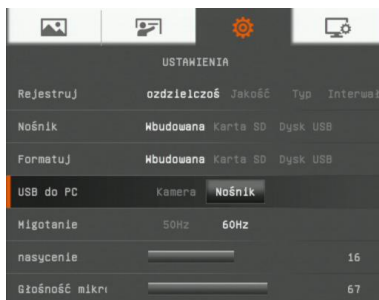 USTAWIENIA
Rejestruj ozdzielczoś Jakość Typ Interwał
Nośnik Wbudowana Karta SD Dysk USB
Formatuj Wbudowana Karta SD Dysk USB
USB do PC Kamera Nośnik
Migotanie 50Hz 60Hz
nasycenie 16
Głośność mikr 67